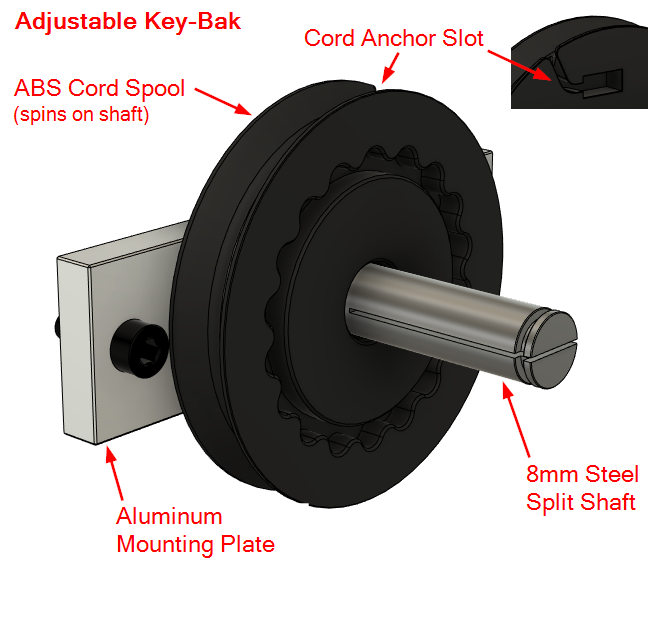 Adjustable Key-Bak
Cord Anchor Slot
ABS Cord Spool
(spins on shaft)
8mm Steel
Split Shaft
Aluminum
Mounting Plate